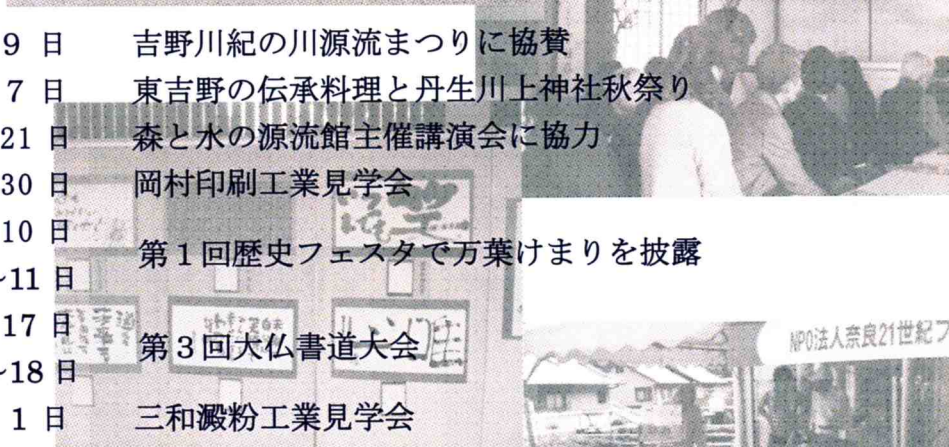 9 日 吉野川紀の川源流まつりに協賛
7 日 東吉野の伝承料理と丹生川上神社秋祭り
21 日 森と水の源流館主催講演会に協力
30 日 岡村印刷工業見学会
10 日
~11 日 第1回歴史フェスタで万葉けまりを披露
17 日
~18 日 第3回大仏書道大会
1 日 三和澱粉工業見学会
NPO法人奈良21世紀フ